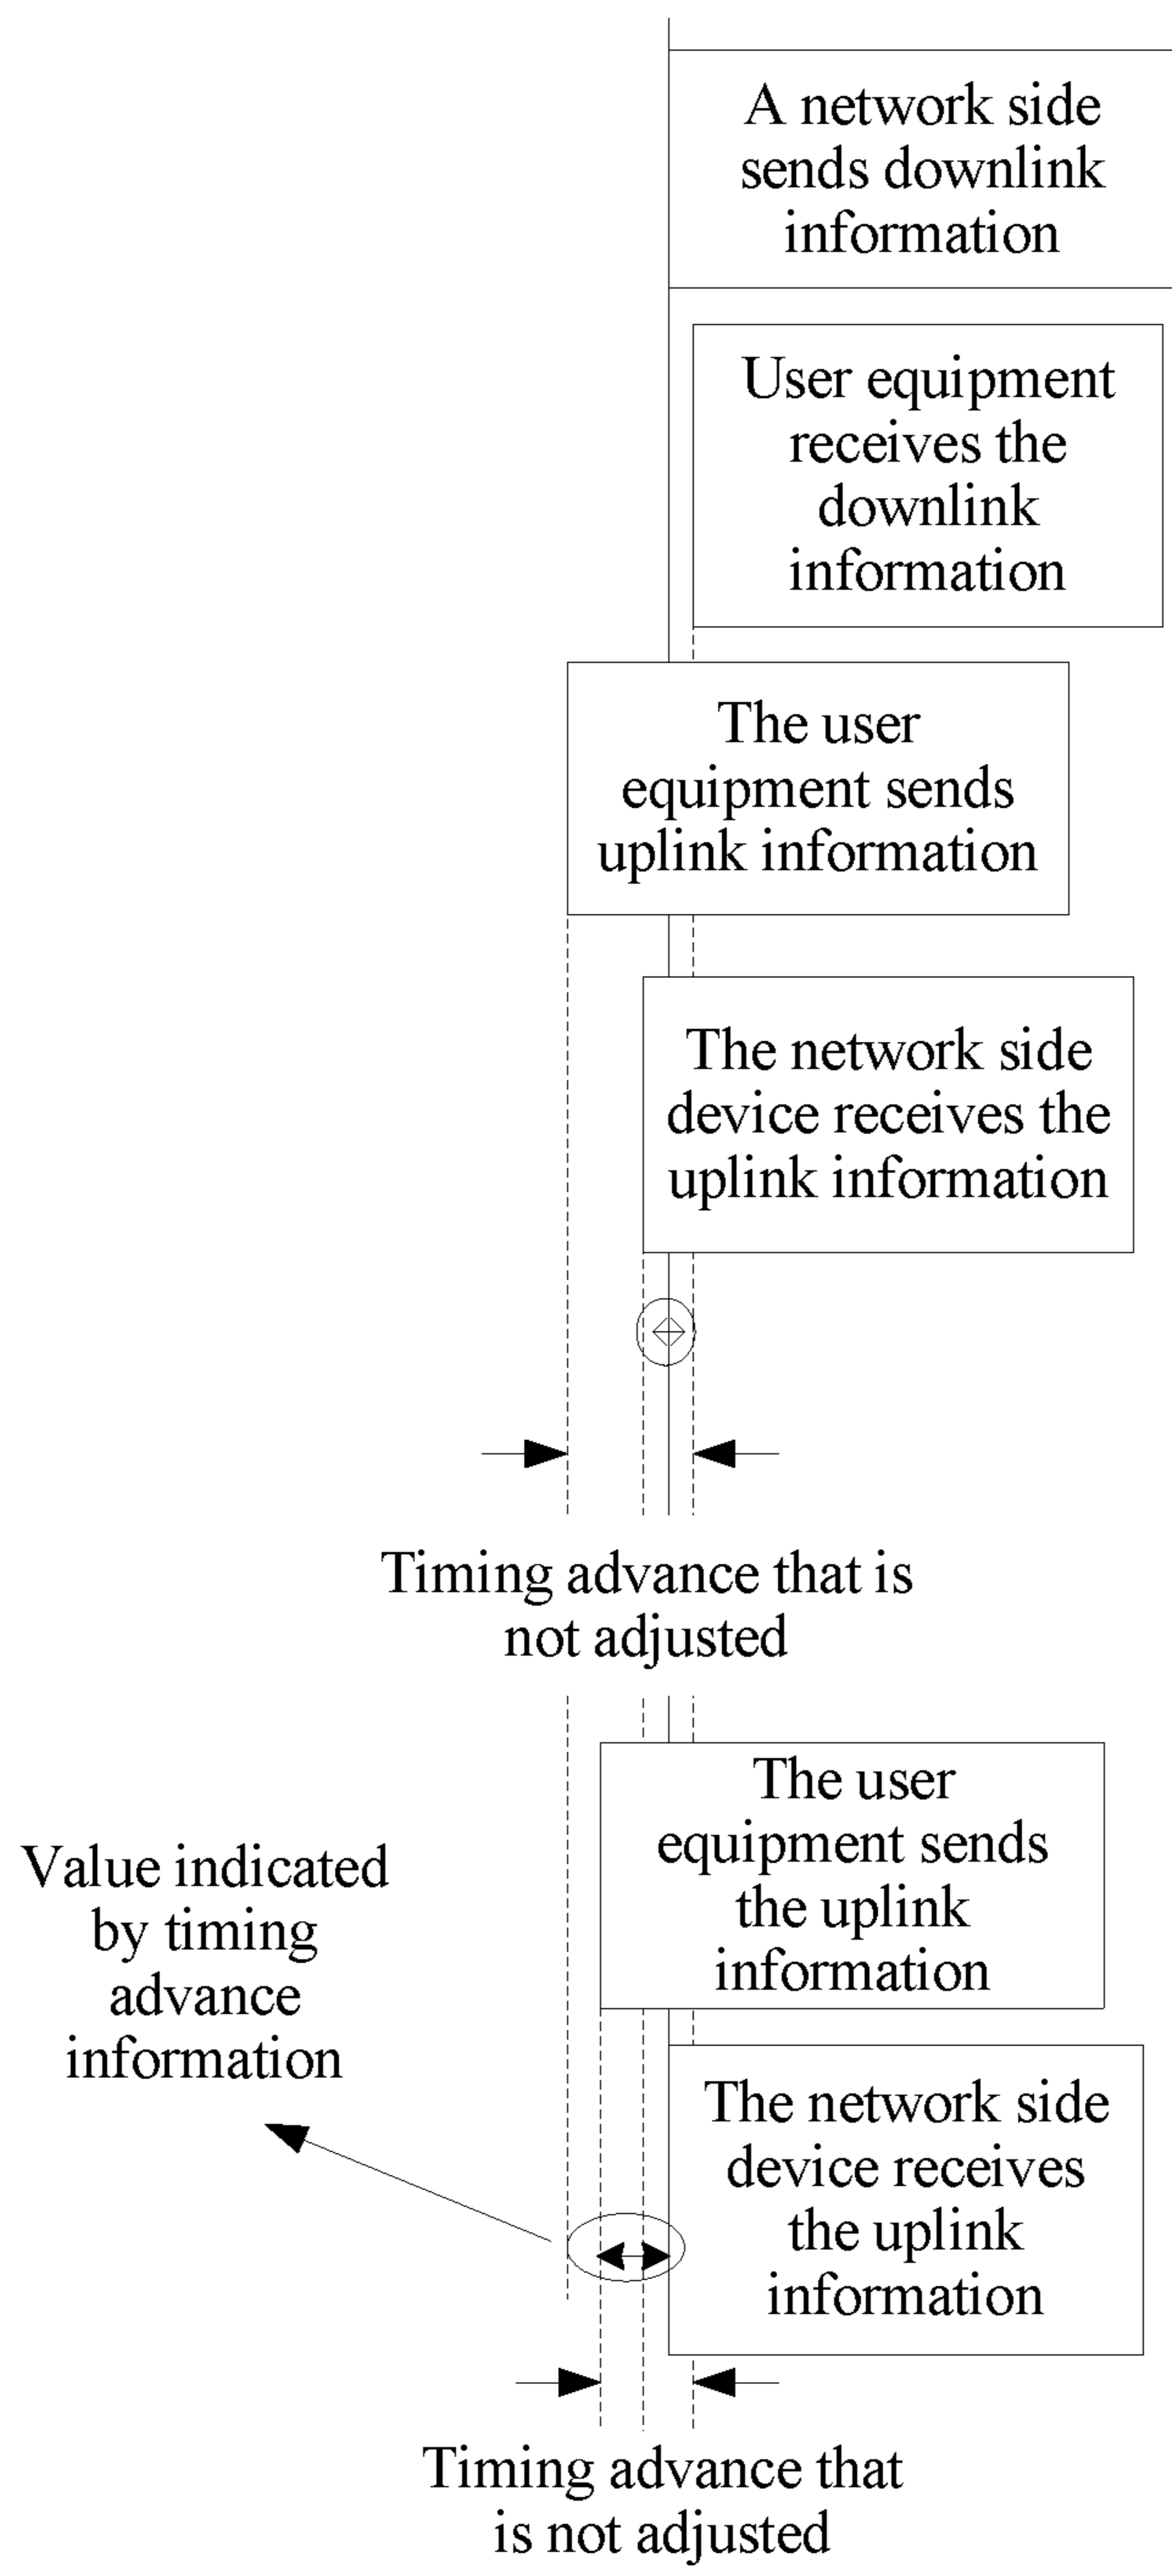 A network side
sends downlink
information
User equipment
receives the
downlink
information
The user
equipment sends
uplink information
The network side
device receives the
uplink information
Timing advance that is
not adjusted
The user
equipment sends
the uplink
information
Value indicated
by timing
advance
information
The network side
device receives
the uplink
information
Timing advance that
is not adjusted